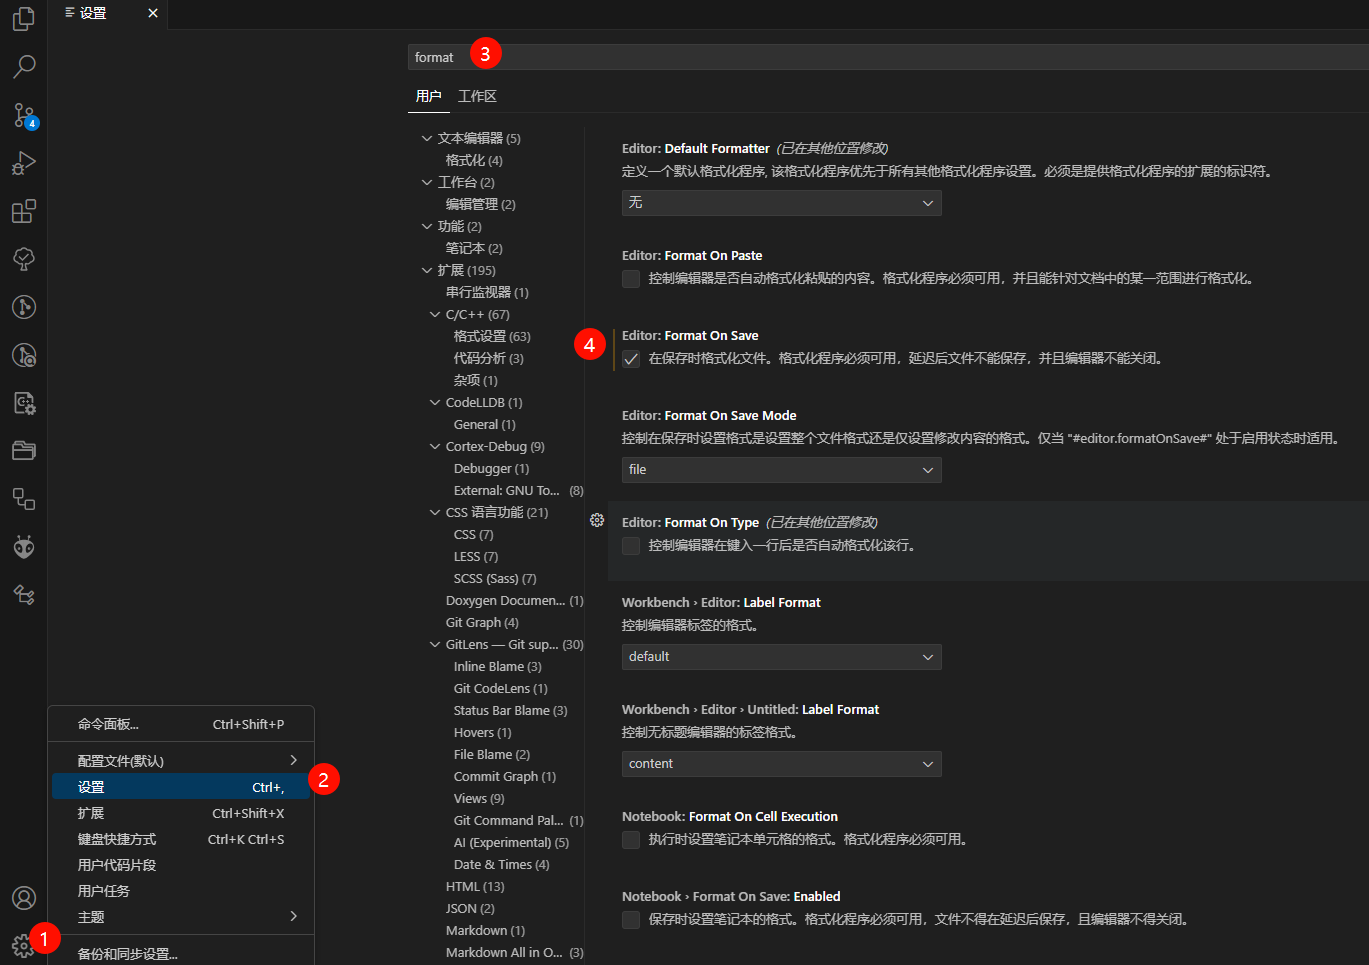 设置
format
3
用户 工作区
4
文本编辑器 (5)
格式化 (4)
工作台 (2)
编辑管理 (2)
功能 (2)
笔记本 (2)
扩展 (195)
串行监视器 (1)
C/C++ (67)
格式设置 (63)
代码分析 (3)
杂项 (1)
CodeLLDB (1)
General (1)
Cortex-Debug (9)
Debugger (1)
External: GNU To... (8)
CSS 语言功能 (21)
CSS (7)
LESS (7)
SCSS (Sass) (7)
Doxygen Documen... (1)
Git Graph (4)
GitLens — Git sup... (30)
Inline Blame (3)
Git CodeLens (1)
Status Bar Blame (3)
Hovers (1)
File Blame (2)
Commit Graph (1)
Views (9)
Git Command Pal... (1)
AI (Experimental) (5)
Date & Times (4)
HTML (13)
JSON (2)
Markdown (1)
Markdown All in O... (3)
Editor: Default Formatter (已在其他位置修改)
定义一个默认格式化程序, 该格式化程序优先于所有其他格式化程序设置。必须是提供格式化程序的扩展的标识符。
无
Editor: Format On Paste
控制编辑器是否自动格式化粘贴的内容。格式化程序必须可用，并且能针对文档中的某一范围进行格式化。
4
Editor: Format On Save
在保存时格式化文件。格式化程序必须可用，延迟后文件不能保存，并且编辑器不能关闭。
Editor: Format On Save Mode
控制在保存时设置格式是设置整个文件格式还是仅设置修改内容的格式。仅当 "#editor.formatOnSave#" 处于启用状态时适用。
file
Editor: Format On Type (已在其他位置修改)
控制编辑器在键入一行后是否自动格式化该行。
Workbench › Editor: Label Format
控制编辑器标签的格式。
default
Workbench › Editor › Untitled: Label Format
控制无标题编辑器的标签格式。
content
Notebook: Format On Cell Execution
执行时设置笔记本单元格的格式。格式化程序必须可用。
Notebook › Format On Save: Enabled
保存时设置笔记本的格式。格式化程序必须可用，文件不得在延迟后保存，且编辑器不得关闭。
命令面板... Ctrl+Shift+P
配置文件(默认)
设置 Ctrl+,
2
扩展 Ctrl+Shift+X
键盘快捷方式 Ctrl+K Ctrl+S
用户代码片段
用户任务
主题
1
备份和同步设置...